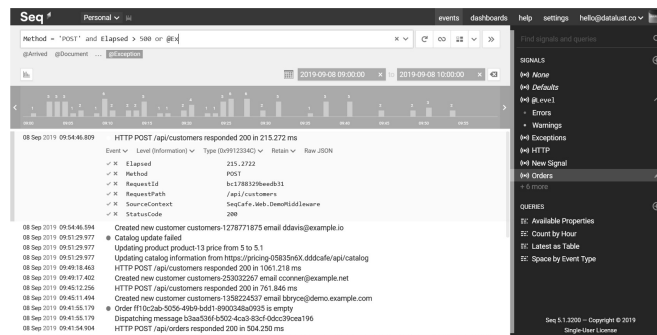 Seq
Personal
events dashboards help settings hello@datalust.co
Method = 'POST' and Elapsed > 500 or @Ex
@Arrived @Document ... @Exception
2019-09-08 09:00:00 × to 2019-09-08 10:00:00 ×
08 Sep 2019 09:54:46.809 HTTP POST /api/customers responded 200 in 215.272 ms
Event Level (Information) Type (0x9912334C) Retain Raw JSON
Elapsed 215.2722
Method POST
RequestId bc1788329beedb31
RequestPath /api/customers
SourceContext SeqCafe.Web.DemoMiddleware
StatusCode 200
08 Sep 2019 09:54:46.594 Created new customer customers-1278771875 email ddavis@example.io
08 Sep 2019 09:51:29.977 Catalog update failed
08 Sep 2019 09:51:29.977 Updating product product-13 price from 5 to 5.1
08 Sep 2019 09:51:29.977 Updating catalog information from https://pricing-05835n6X.dddcafe/api/catalog
08 Sep 2019 09:49:18.463 HTTP POST /api/customers responded 200 in 1061.218 ms
08 Sep 2019 09:49:17.402 Created new customer customers-253032267 email cconner@example.net
08 Sep 2019 09:45:12.256 HTTP POST /api/customers responded 200 in 761.846 ms
08 Sep 2019 09:45:11.494 Created new customer customers-1358224537 email bbryce@demo.example.com
08 Sep 2019 09:41:55.179 Order ff10c2ab-5056-49b9-bdd1-8900348a0935 is empty
08 Sep 2019 09:41:55.179 Dispatching message b3aa536f-b502-4ca3-83cf-0dcc39cea196
08 Sep 2019 09:41:54.904 HTTP POST /api/orders responded 200 in 504.250 ms
Find signals and queries
SIGNALS
None
Defaults
@Level
Errors
Warnings
Exceptions
HTTP
New Signal
Orders
+ 6 more
QUERIES
Available Properties
Count by Hour
Latest as Table
Space by Event Type
Seq 5.1.3200 – Copyright © 2019
Single-User License